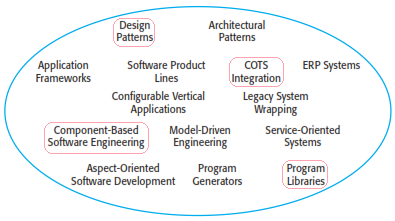 Design Architectural
Patterns Patterns
Application Software Product COTS ERP Systems
Frameworks Lines Integration
Configurable Vertical Legacy System
Applications Wrapping
Component-Based Model-Driven Service-Oriented
Software Engineering Engineering Systems
Aspect-Oriented Program Program
Software Development Generators Libraries